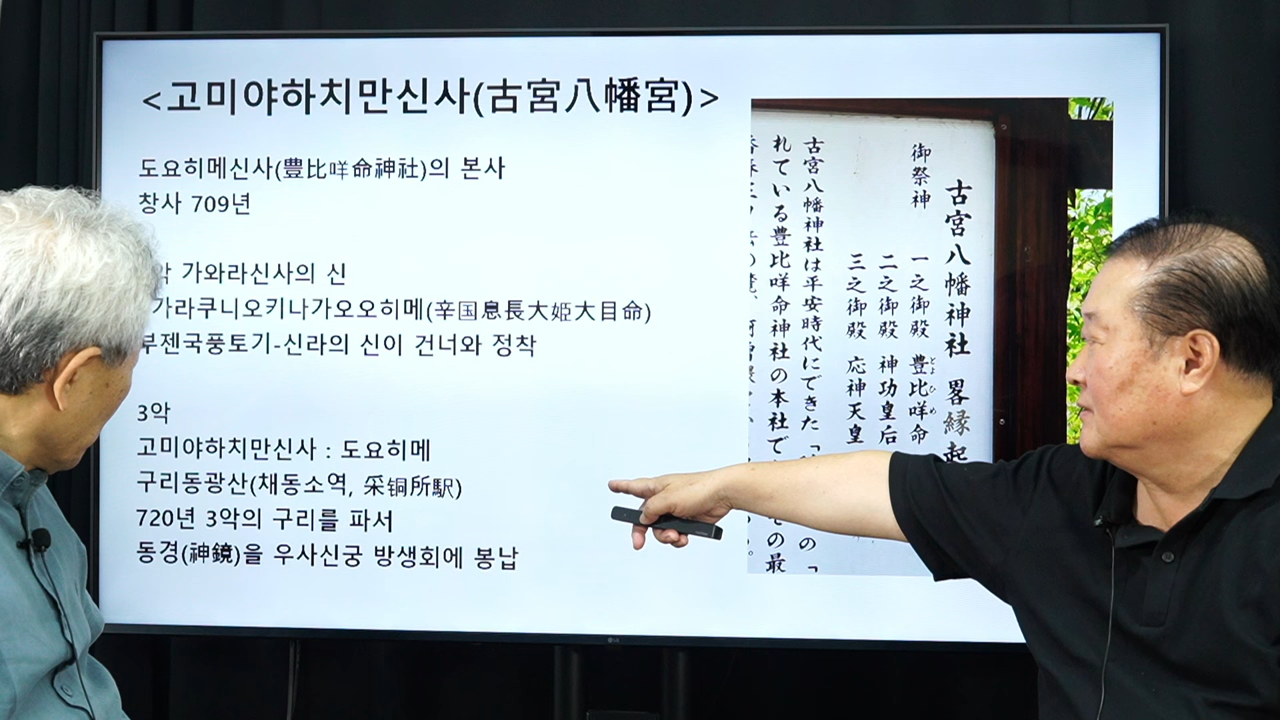 <고미야하치만신사(古宮八幡宮)>
도요히메신사(豊比咩命神社)의 본사
창사 709년
악 가와라신사의 신
가라쿠니오키나가오오히메(辛国息長大姫大目命)
부젠국풍토기-신라의 신이 건너와 정착
3악
고미야하치만신사 : 도요히메
구리동광산(채동소역, 采铜所駅)
720년 3악의 구리를 파서
동경(神鏡)을 우사신궁 방생회에 봉납
古宮八幡神社 畧縁起
御祭神
一之御殿 豊比咩命
とよひめ
二之御殿 神功皇后
三之御殿 応神天皇
古宮八幡神社は平安時代にできた「 の「
れている豊比咩命神社の本社で その最
LG